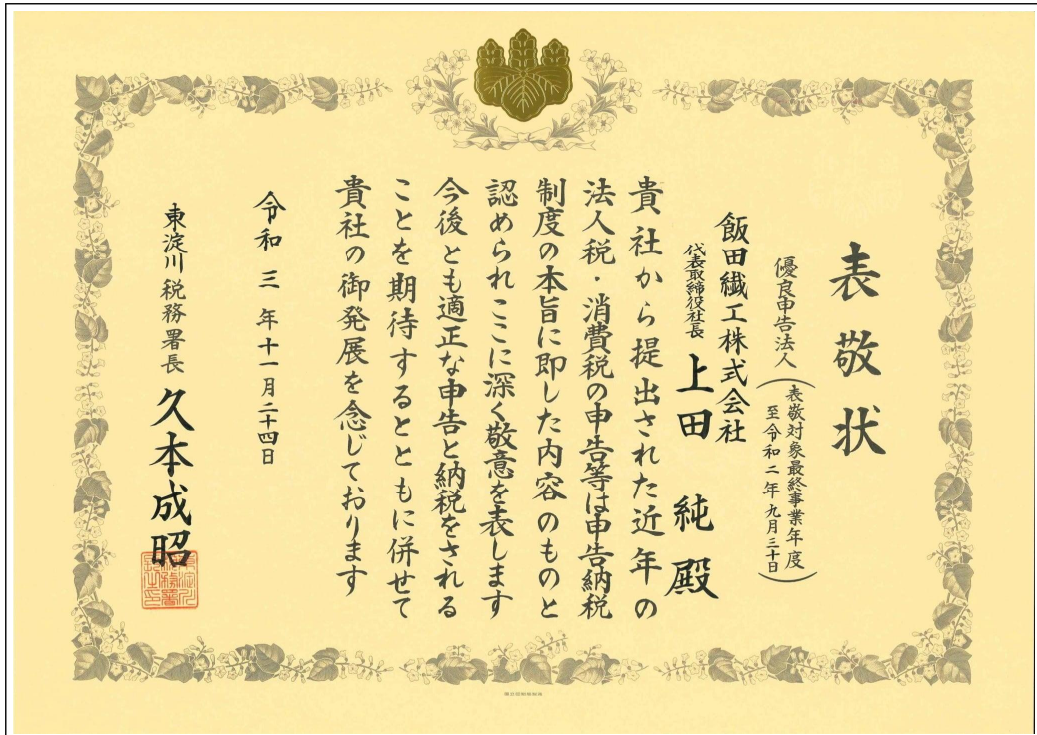 表敬状
優良申告法人
(表敬対象最終事業年度
至令和二年九月三十日)
飯田繊工株式会社
代表取締役社長 上田 純 殿
貴社から提出された近年の
法人税・消費税の申告等は申告納税
制度の本旨に即した内容のものと
認められここに深く敬意を表します
今後とも適正な申告と納税をされる
ことを期待するとともに併せて
貴社の御発展を念じております
令和三年十一月二十四日
東淀川税務署長 久本成昭